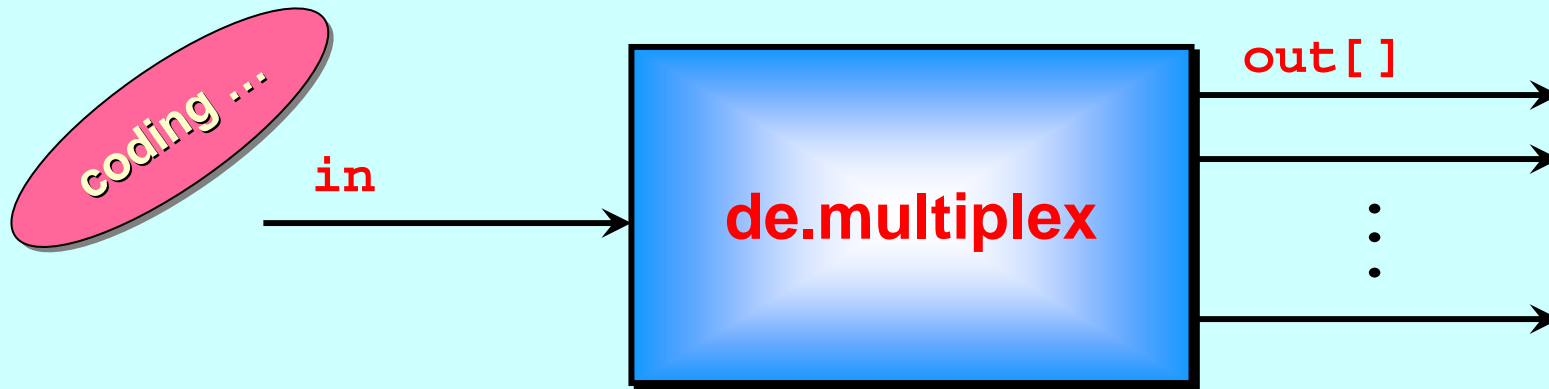 coding …
in
de.multiplex
out[]